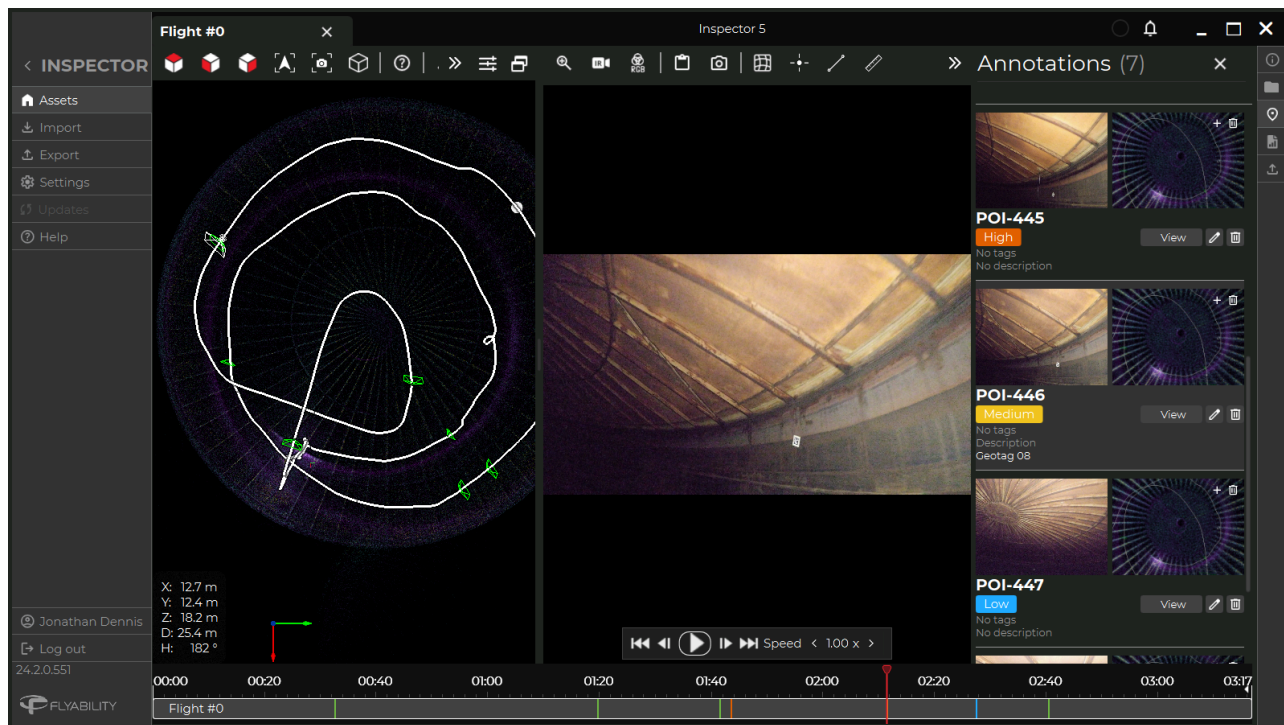 Flight #0
Inspector 5
INSPECTOR
Assets
Import
Export
Settings
Updates
Help
Jonathan Dennis
Log out
24.2.0.551
FLYABILITY
IR
RGB
X: 12.7 m
Y: 12.4 m
Z: 18.2 m
D: 25.4 m
H: 182 °
Speed < 1.00 x >
Annotations (7)
POI-445
High
View
No tags
No description
POI-446
Medium
View
No tags
Description
Geotag 08
POI-447
Low
View
No tags
No description
00:00 00:20 00:40 01:00 01:20 01:40 02:00 02:20 02:40 03:00 03:17
Flight #0